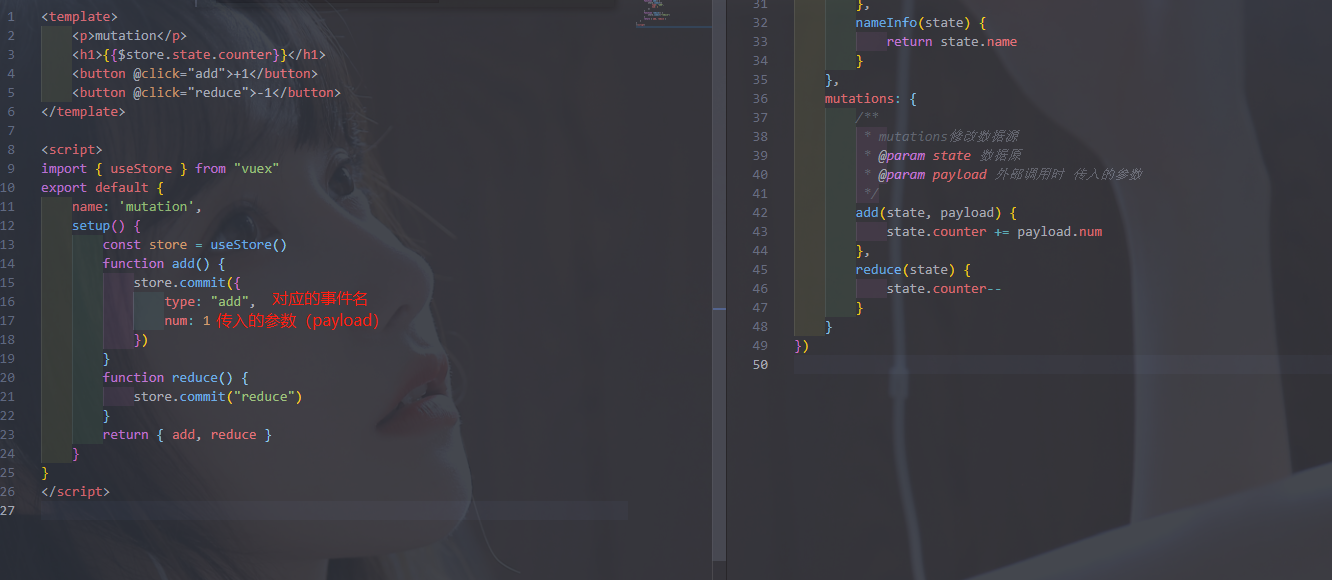 1 <template>
2 <p>mutation</p>
3 <h1>{{$store.state.counter}}</h1>
4 <button @click="add">+1</button>
5 <button @click="reduce">-1</button>
6 </template>
7
8 <script>
9 import { useStore } from "vuex"
10 export default {
11 name: 'mutation',
12 setup() {
13 const store = useStore()
14 function add() {
15 store.commit({
16 type: "add", 对应的事件名
17 num: 1 传入的参数（payload）
18 })
19 }
20 function reduce() {
21 store.commit("reduce")
22 }
23 return { add, reduce }
24 }
25 }
26 </script>
27
31 },
32 nameInfo(state) {
33 return state.name
34 }
35 },
36 mutations: {
37 /**
38 * mutations修改数据源
39 * @param state 数据原
40 * @param payload 外部调用时 传入的参数
41 */
42 add(state, payload) {
43 state.counter += payload.num
44 },
45 reduce(state) {
46 state.counter--
47 }
48 }
49 })
50